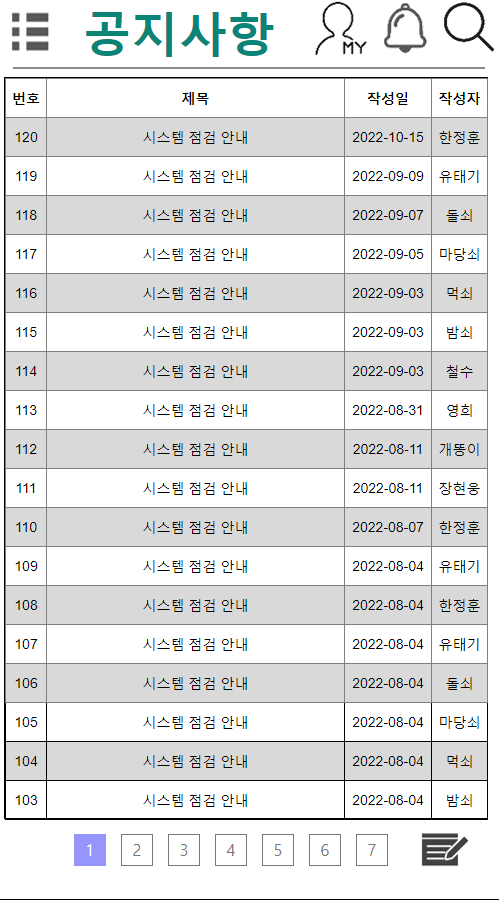 공지사항
MY
번호 제목 작성일 작성자
120 시스템 점검 안내 2022-10-15 한정훈
119 시스템 점검 안내 2022-09-09 유태기
118 시스템 점검 안내 2022-09-07 돌쇠
117 시스템 점검 안내 2022-09-05 마당쇠
116 시스템 점검 안내 2022-09-03 먹쇠
115 시스템 점검 안내 2022-09-03 밤쇠
114 시스템 점검 안내 2022-09-03 철수
113 시스템 점검 안내 2022-08-31 영희
112 시스템 점검 안내 2022-08-11 개똥이
111 시스템 점검 안내 2022-08-11 장현웅
110 시스템 점검 안내 2022-08-07 한정훈
109 시스템 점검 안내 2022-08-04 유태기
108 시스템 점검 안내 2022-08-04 한정훈
107 시스템 점검 안내 2022-08-04 유태기
106 시스템 점검 안내 2022-08-04 돌쇠
105 시스템 점검 안내 2022-08-04 마당쇠
104 시스템 점검 안내 2022-08-04 먹쇠
103 시스템 점검 안내 2022-08-04 밤쇠
1 2 3 4 5 6 7